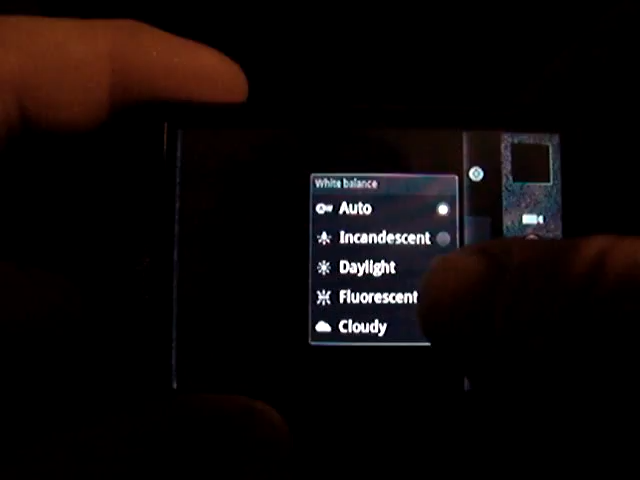 White balance
Auto
Incandescent
Daylight
Fluorescent
Cloudy